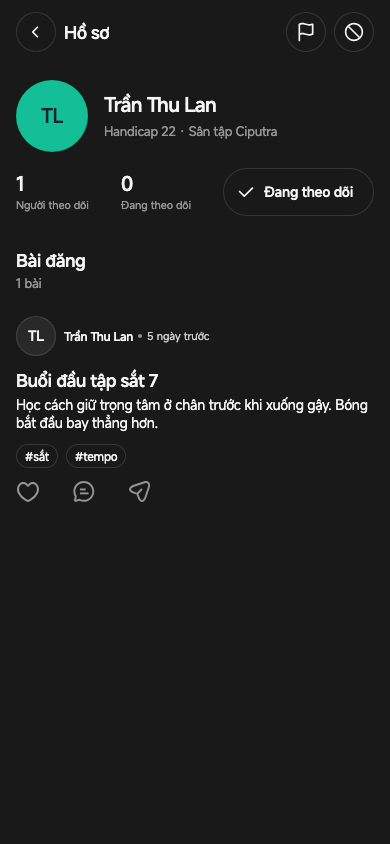 Hồ sơ
TL
Trần Thu Lan
Handicap 22 · Sân tập Ciputra
1
Người theo dõi
0
Đang theo dõi
Đang theo dõi
Bài đăng
1 bài
TL
Trần Thu Lan • 5 ngày trước
Buổi đầu tập sắt 7
Học cách giữ trọng tâm ở chân trước khi xuống gậy. Bóng
bắt đầu bay thẳng hơn.
#sắt
#tempo